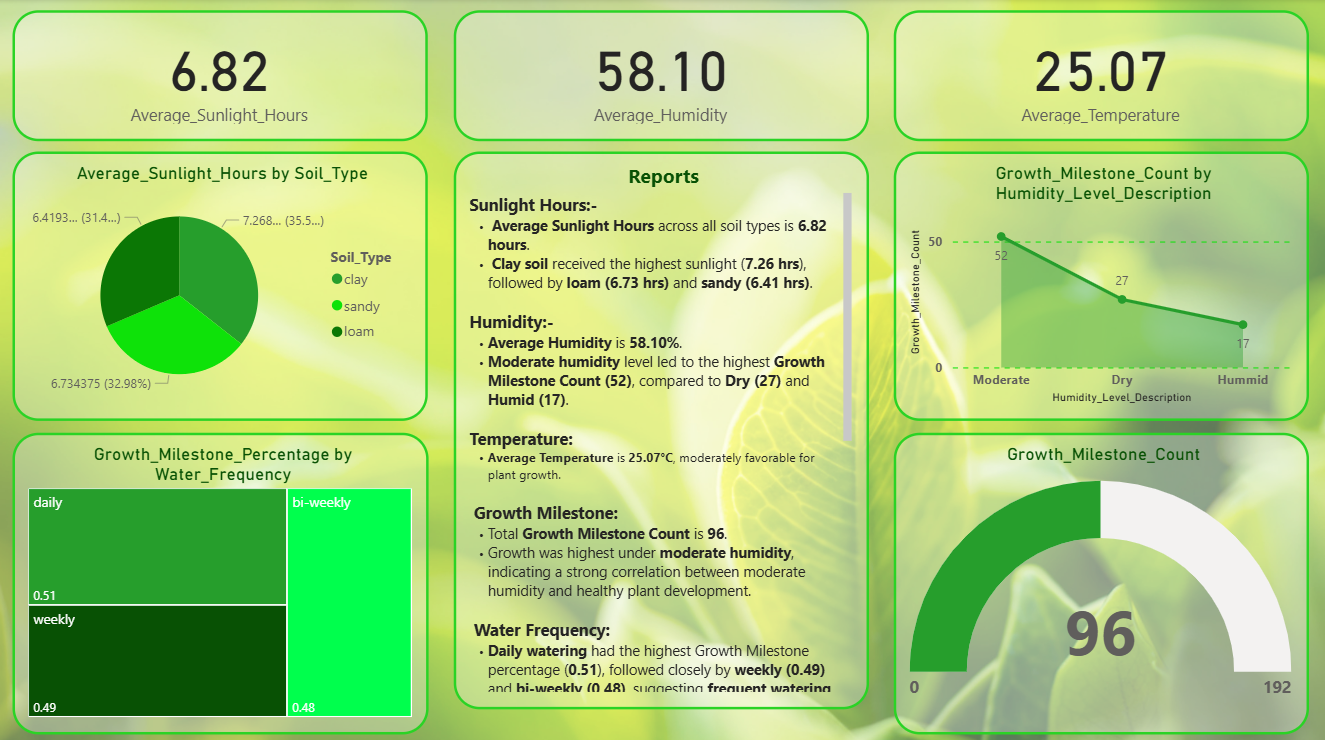 6.82
Average_Sunlight_Hours
58.10
Average_Humidity
25.07
Average_Temperature
Average_Sunlight_Hours by Soil_Type
6.4193... (31.4...)
7.268... (35.5...)
6.734375 (32.98%)
Soil_Type
clay
sandy
loam
Growth_Milestone_Percentage by
Water_Frequency
daily
0.51
weekly
0.49
bi-weekly
0.48
Reports
Sunlight Hours:-
• Average Sunlight Hours across all soil types is 6.82
hours.
• Clay soil received the highest sunlight (7.26 hrs),
followed by loam (6.73 hrs) and sandy (6.41 hrs).
Humidity:-
• Average Humidity is 58.10%.
• Moderate humidity level led to the highest Growth
Milestone Count (52), compared to Dry (27) and
Humid (17).
Temperature:
• Average Temperature is 25.07°C, moderately favorable for
plant growth.
Growth Milestone:
• Total Growth Milestone Count is 96.
• Growth was highest under moderate humidity,
indicating a strong correlation between moderate
humidity and healthy plant development.
Water Frequency:
• Daily watering had the highest Growth Milestone
percentage (0.51), followed closely by weekly (0.49)
and bi-weekly (0.48), suggesting frequent watering
Growth_Milestone_Count by
Humidity_Level_Description
Growth_Milestone_Count
50
0
52
27
17
Moderate
Dry
Hummid
Humidity_Level_Description
Growth_Milestone_Count
96
0
192